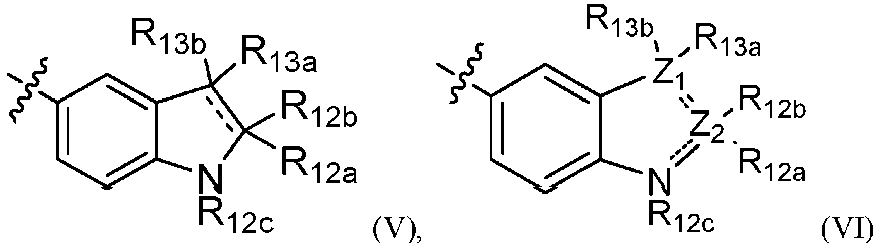 R13b R13a R12b R12a N R12c (V),
R13b R13a Z1 Z2 R12b R12a N R12c (VI)